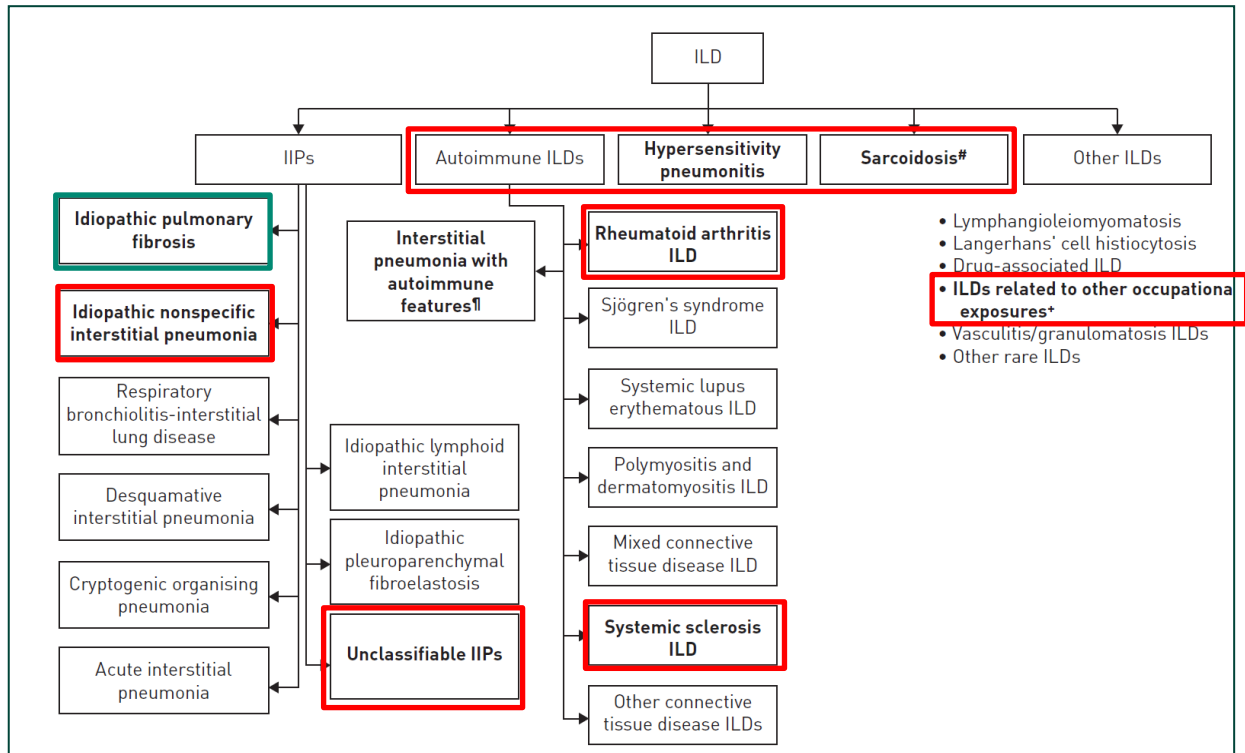 ILD
IIPs
Autoimmune ILDs
Hypersensitivity
pneumonitis
Sarcoidosis#
Other ILDs
Idiopathic pulmonary
fibrosis
Idiopathic nonspecific
interstitial pneumonia
Respiratory
bronchiolitis-interstitial
lung disease
Desquamative
interstitial pneumonia
Cryptogenic organising
pneumonia
Acute interstitial
pneumonia
Idiopathic lymphoid
interstitial
pneumonia
Idiopathic
pleuroparenchymal
fibroelastosis
Unclassifiable IIPs
Interstitial
pneumonia with
autoimmune
features¶
Rheumatoid arthritis
ILD
Sjögren's syndrome
ILD
Systemic lupus
erythematous ILD
Polymyositis and
dermatomyositis ILD
Mixed connective
tissue disease ILD
Systemic sclerosis
ILD
Other connective
tissue disease ILDs
• Lymphangioleiomyomatosis
• Langerhans' cell histiocytosis
• Drug-associated ILD
• ILDs related to other occupationa
exposures+
• Vasculitis/granulomatosis ILDs
• Other rare ILDs